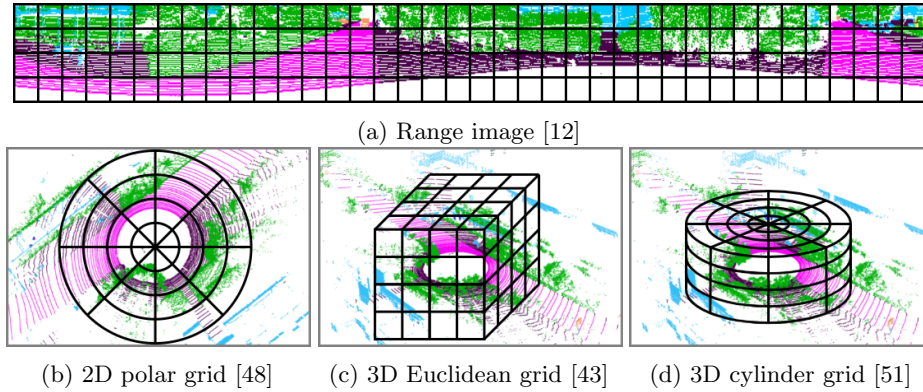 (a) Range image [12]
(b) 2D polar grid [48] (c) 3D Euclidean grid [43] (d) 3D cylinder grid [51]